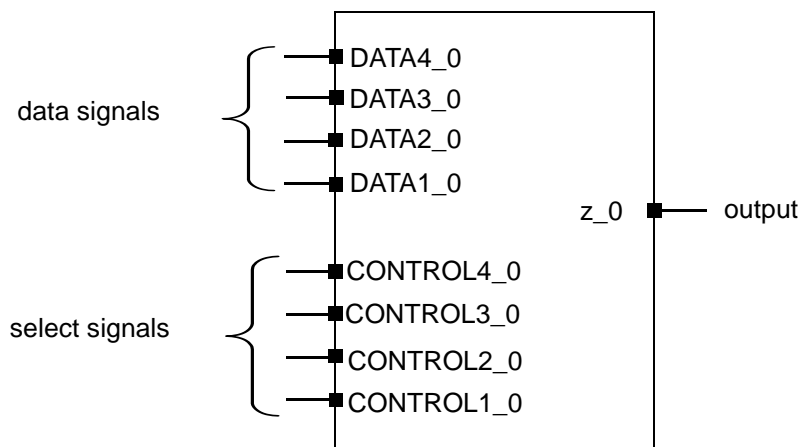 data signals
DATA4_0
DATA3_0
DATA2_0
DATA1_0
z_0
output
select signals
CONTROL4_0
CONTROL3_0
CONTROL2_0
CONTROL1_0